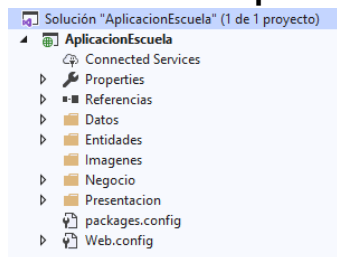 Solución "AplicacionEscuela" (1 de 1 proyecto)
AplicacionEscuela
Connected Services
Properties
Referencias
Datos
Entidades
Imagenes
Negocio
Presentacion
packages.config
Web.config